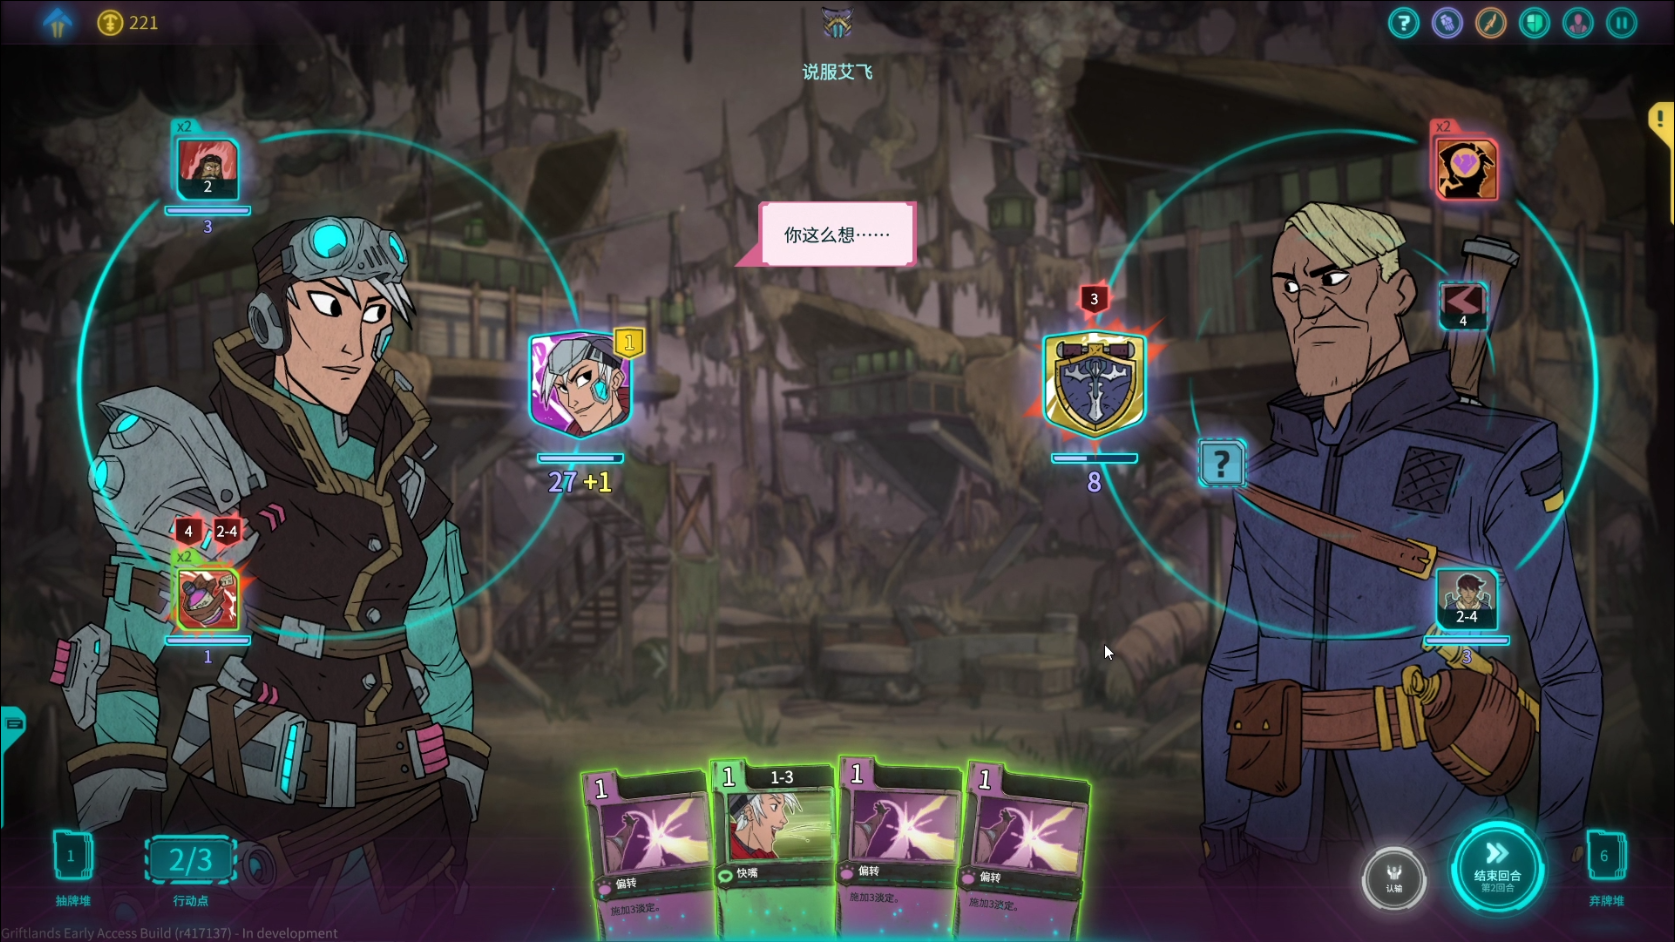 221
说服艾飞
x2
2
3
x2
你这么想……
3
4
1
27 +1
8
?
4
2-4
x2
1
2-4
3
1
1
1-3
1
1
偏转
快嘴
偏转
偏转
施加3淡定。
施加3淡定。
施加3淡定。
1
抽牌堆
2/3
行动点
认输
结束回合
第2回合
6
弃牌堆
Griftlands Early Access Build (r417137) - In development